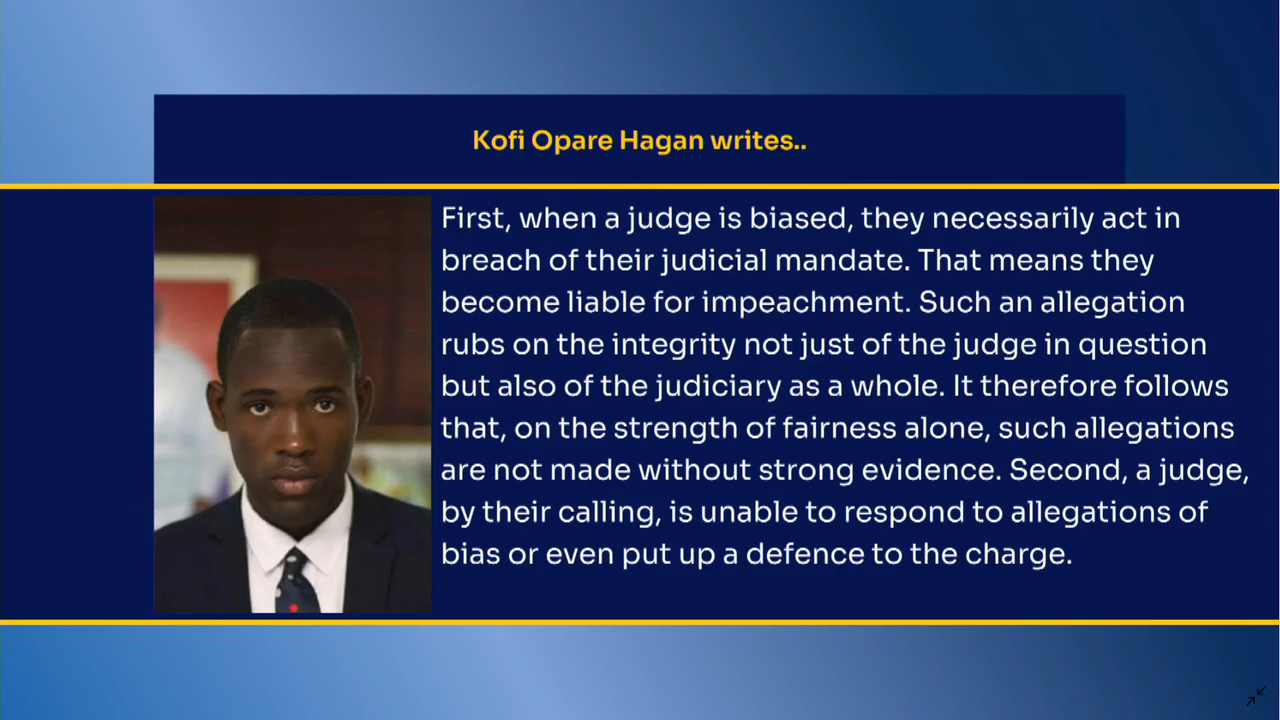 Kofi Opare Hagan writes..
First, when a judge is biased, they necessarily act in
breach of their judicial mandate. That means they
become liable for impeachment. Such an allegation
rubs on the integrity not just of the judge in question
but also of the judiciary as a whole. It therefore follows
that, on the strength of fairness alone, such allegations
are not made without strong evidence. Second, a judge,
by their calling, is unable to respond to allegations of
bias or even put up a defence to the charge.